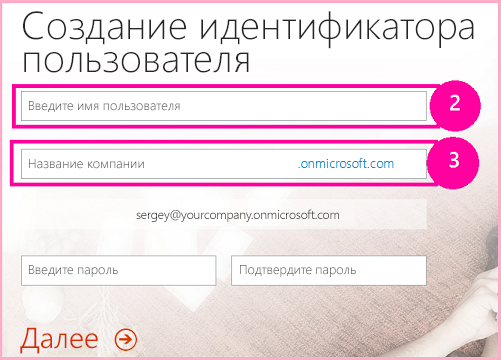 Создание идентификатора
пользователя
Введите имя пользователя
2
Название компании .onmicrosoft.com
3
sergey@yourcompany.onmicrosoft.com
Введите пароль Подтвердите пароль
Далее